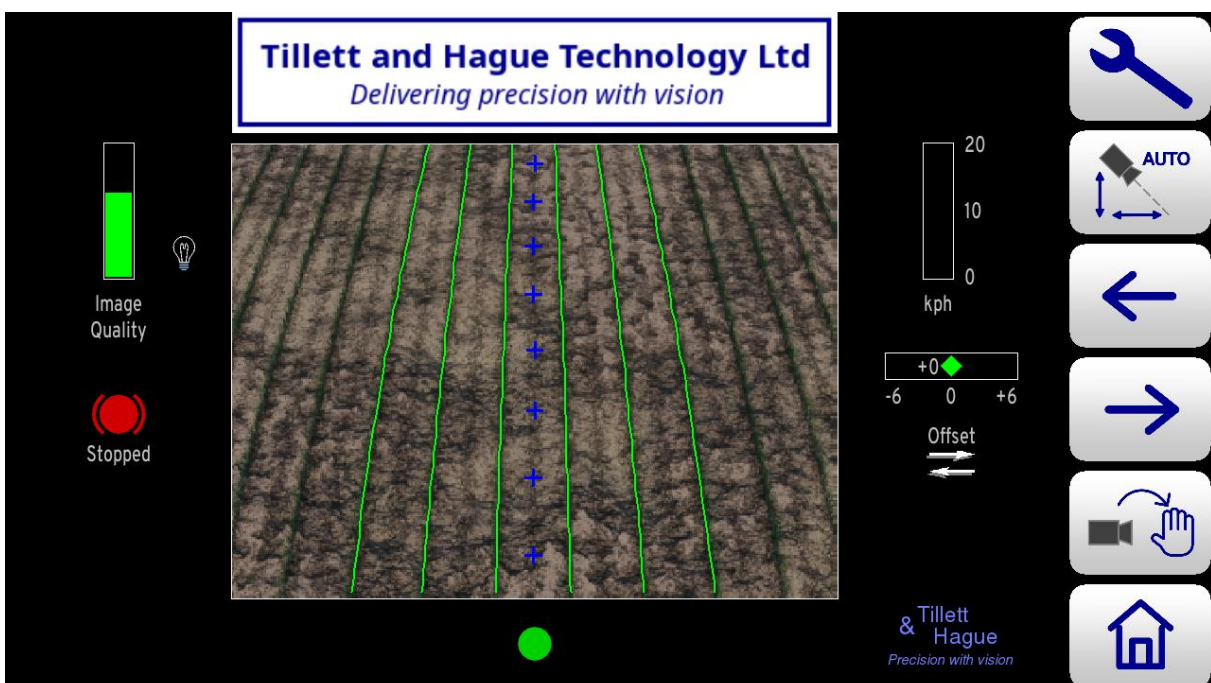 Tillett and Hague Technology Ltd
Delivering precision with vision
Image
Quality
Stopped
20
10
0
kph
+0
-6 0 +6
Offset
& Tillett
Hague
Precision with vision
AUTO